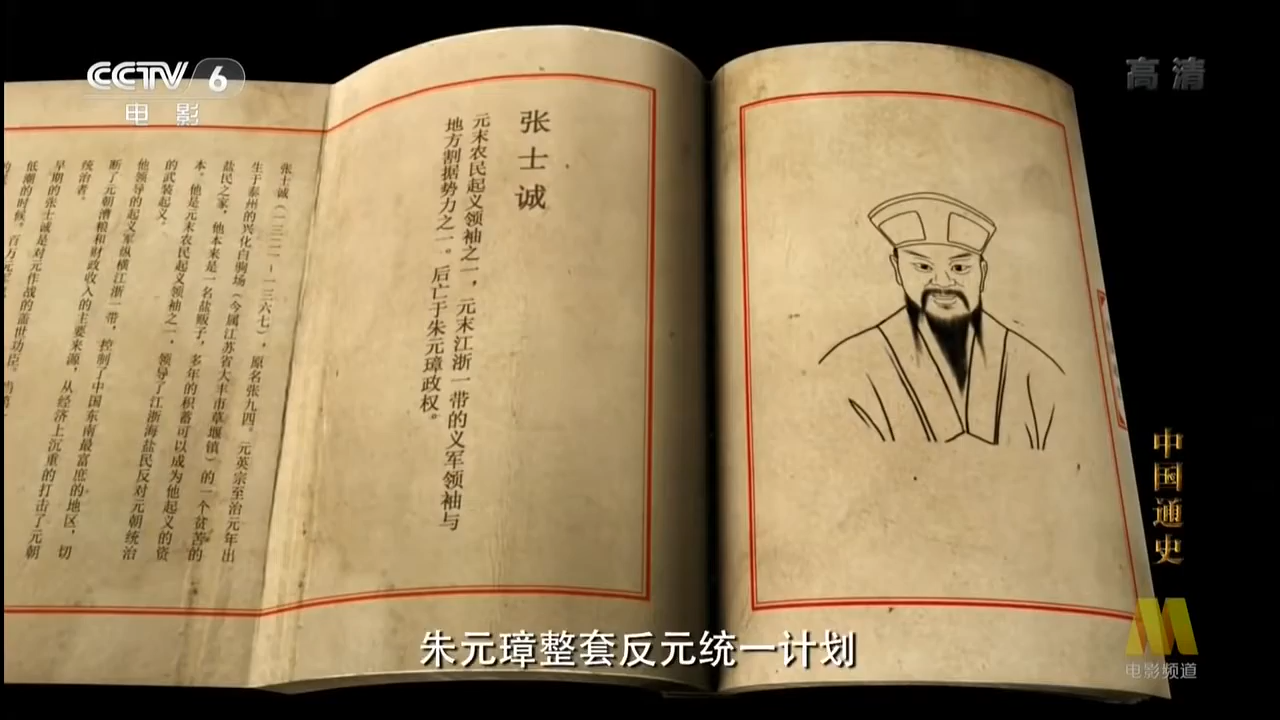 CCTV 6
电影
高清
张士诚
元末农民起义领袖之一，元末江浙一带的义军领袖与
地方割据势力之一。后亡于朱元璋政权。
张士诚（一三二一－一三六七），原名张九四。元英宗至治元年出
生于泰州的兴化白驹场（今属江苏省大丰市草堰镇）的一个贫苦的
盐民之家，他本来是一名盐贩子，多年的积蓄可以成为他起义的资
本。他是元末农民起义领袖之一，领导了江浙海盐民反对元朝统治
的武装起义。
他领导的起义军纵横江浙一带，控制了中国东南最富庶的地区，切
断了元朝漕粮和财政收入的主要来源，从经济上沉重的打击了元朝
统治者。
早期的张士诚是对元作战的盖世功臣。
低潮的时候，百万元军
中国通史
电影频道
朱元璋整套反元统一计划